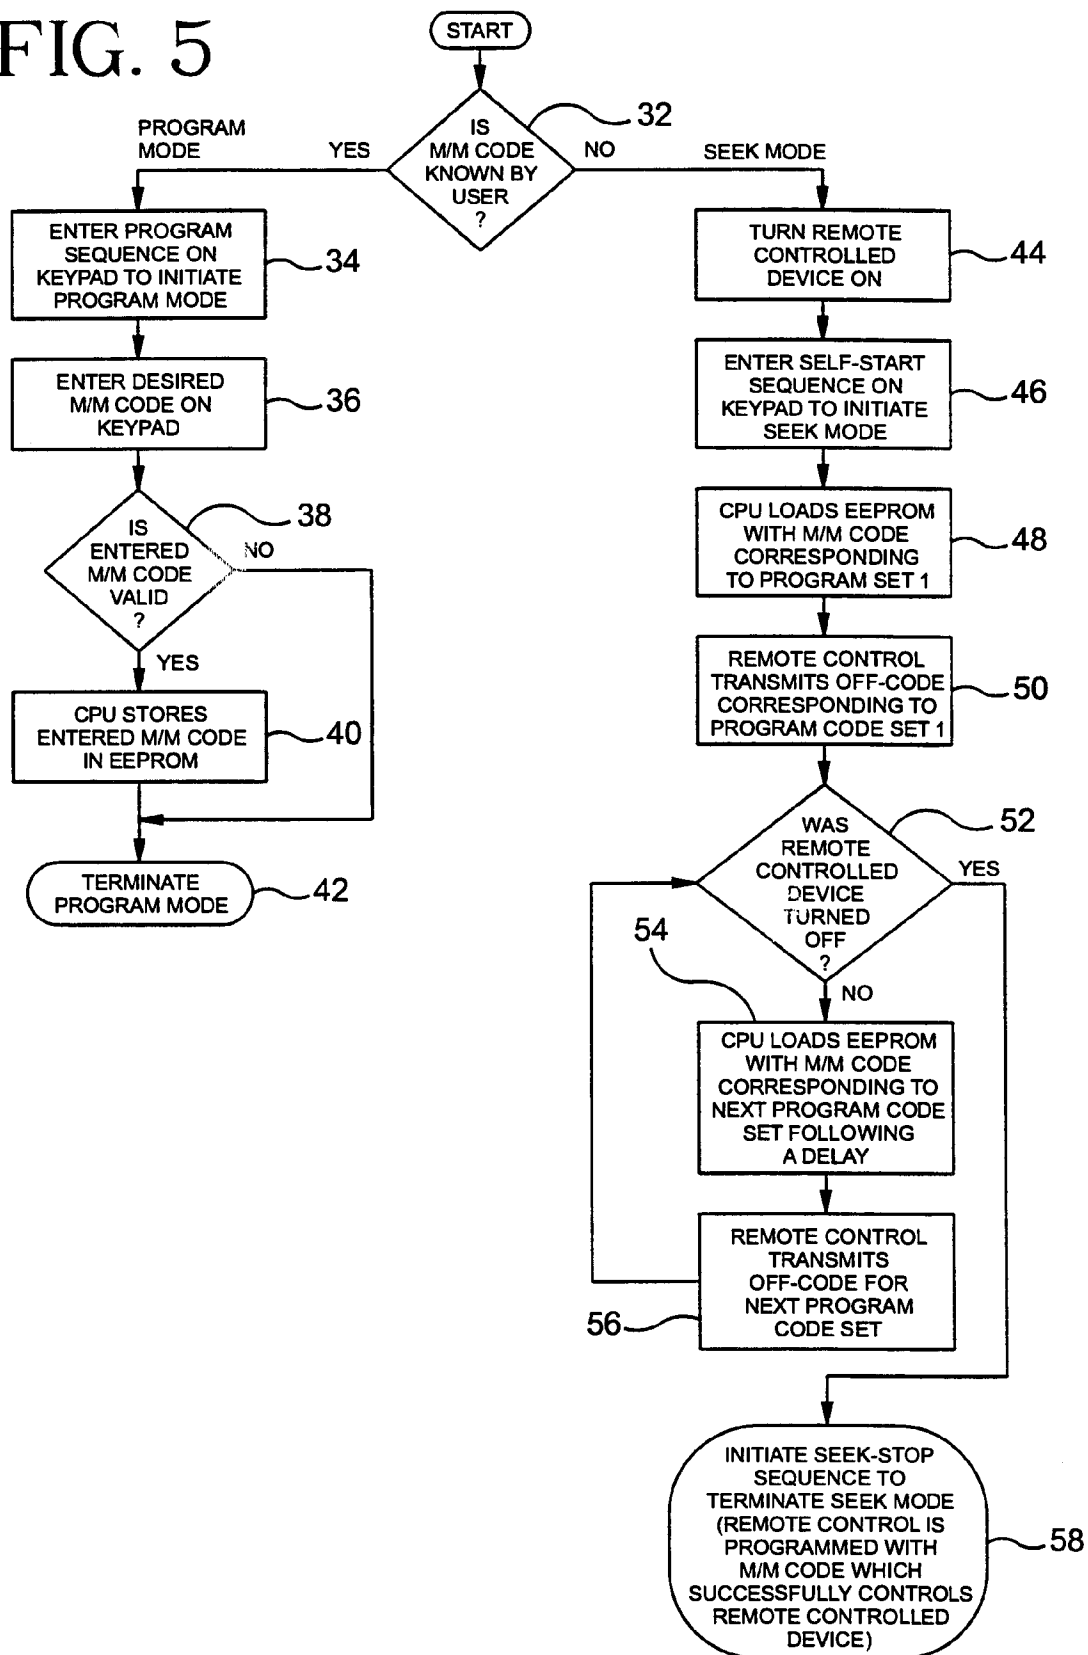 FIG. 5
START
IS
M/M CODE
KNOWN BY
USER
?
32
PROGRAM
MODE
YES
NO
SEEK MODE
ENTER PROGRAM
SEQUENCE ON
KEYPAD TO INITIATE
PROGRAM MODE
34
ENTER DESIRED
M/M CODE ON
KEYPAD
36
IS
ENTERED
M/M CODE
VALID
?
38
NO
YES
CPU STORES
ENTERED M/M CODE
IN EEPROM
40
TERMINATE
PROGRAM MODE
42
TURN REMOTE
CONTROLLED
DEVICE ON
44
ENTER SELF-START
SEQUENCE ON
KEYPAD TO INITIATE
SEEK MODE
46
CPU LOADS EEPROM
WITH M/M CODE
CORRESPONDING
TO PROGRAM SET 1
48
REMOTE CONTROL
TRANSMITS OFF-CODE
CORRESPONDING TO
PROGRAM CODE SET 1
50
WAS
REMOTE
CONTROLLED
DEVICE
TURNED
OFF
?
52
YES
NO
54
CPU LOADS EEPROM
WITH M/M CODE
CORRESPONDING TO
NEXT PROGRAM CODE
SET FOLLOWING
A DELAY
REMOTE CONTROL
TRANSMITS
OFF-CODE FOR
NEXT PROGRAM
CODE SET
56
INITIATE SEEK-STOP
SEQUENCE TO
TERMINATE SEEK MODE
(REMOTE CONTROL IS
PROGRAMMED WITH
M/M CODE WHICH
SUCCESSFULLY CONTROLS
REMOTE CONTROLLED
DEVICE)
58